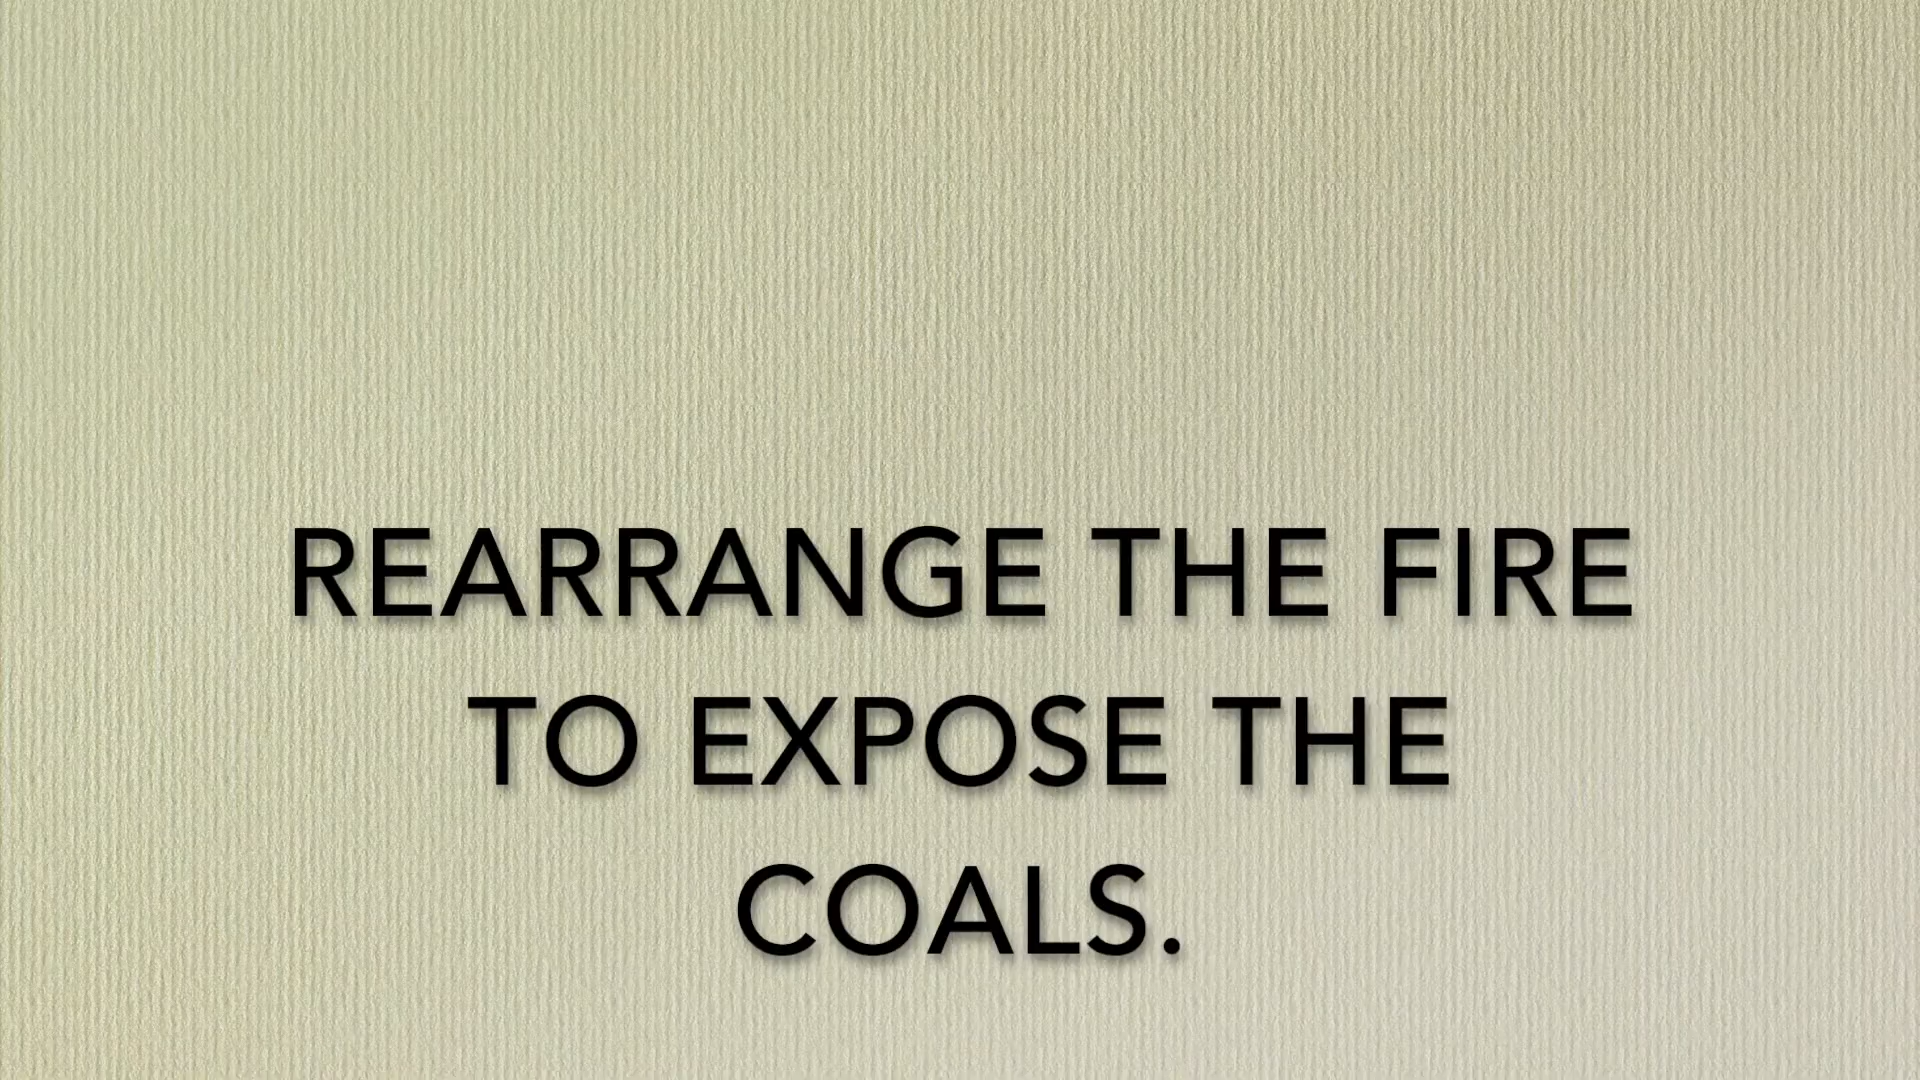 REARRANGE THE FIRE
TO EXPOSE THE
COALS.